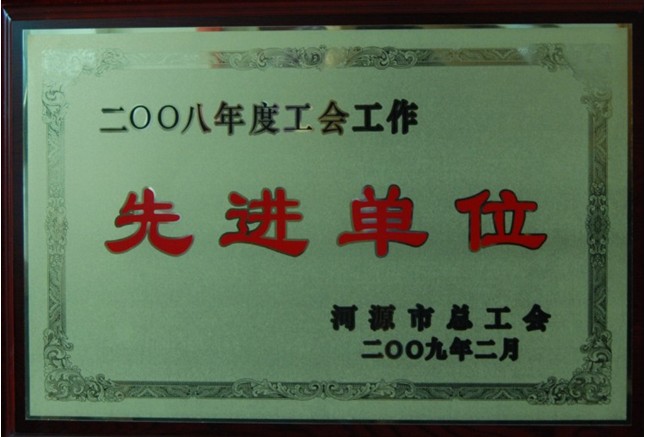 二〇〇八年度工会工作
先进单位
河源市总工会
二〇〇九年二月